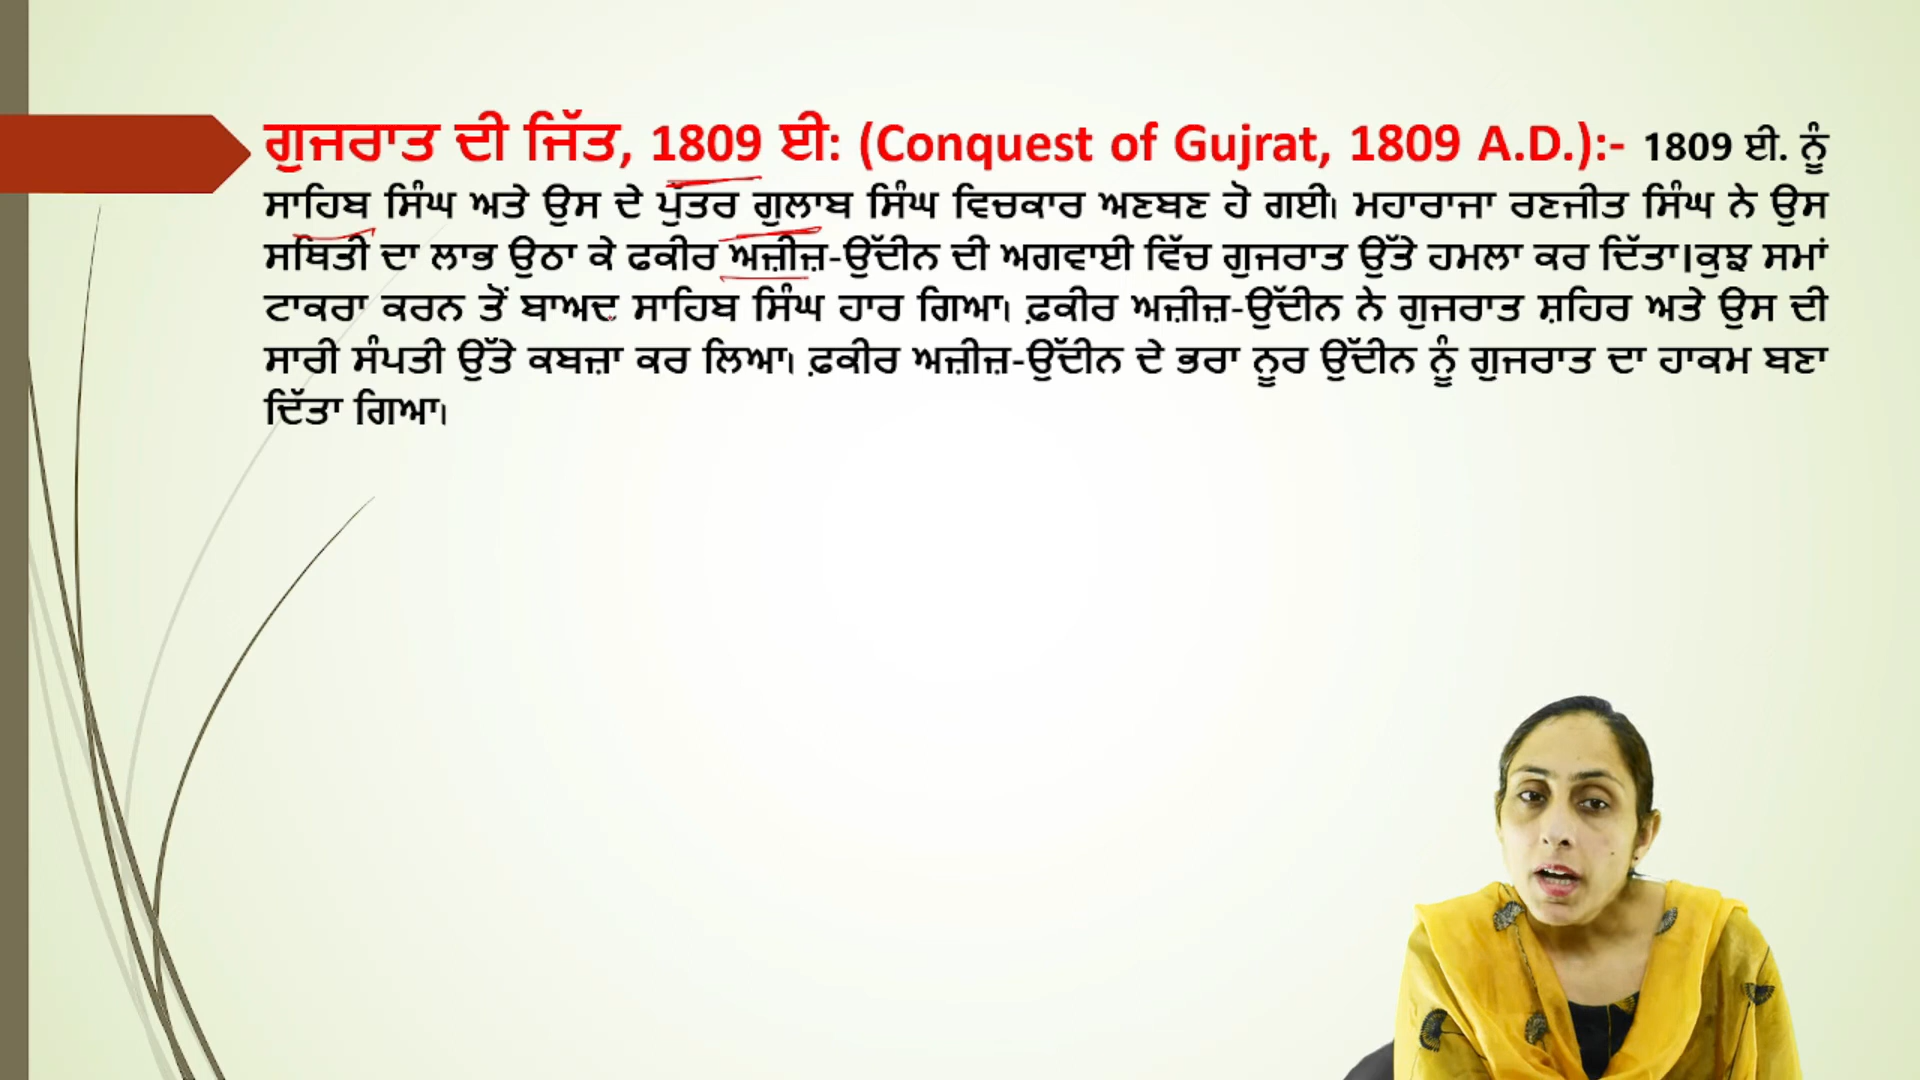 ਗੁਜਰਾਤ ਦੀ ਜਿੱਤ, 1809 ਈ: (Conquest of Gujrat, 1809 A.D.):- 1809 ਈ. ਨੂੰ
ਸਾਹਿਬ ਸਿੰਘ ਅਤੇ ਉਸ ਦੇ ਪੁੱਤਰ ਗੁਲਾਬ ਸਿੰਘ ਵਿਚਕਾਰ ਅਣਬਣ ਹੋ ਗਈ। ਮਹਾਰਾਜਾ ਰਣਜੀਤ ਸਿੰਘ ਨੇ ਉਸ
ਸਥਿਤੀ ਦਾ ਲਾਭ ਉਠਾ ਕੇ ਫਕੀਰ ਅਜ਼ੀਜ਼-ਉੱਦੀਨ ਦੀ ਅਗਵਾਈ ਵਿੱਚ ਗੁਜਰਾਤ ਉੱਤੇ ਹਮਲਾ ਕਰ ਦਿੱਤਾ।ਕੁਝ ਸਮਾਂ
ਟਾਕਰਾ ਕਰਨ ਤੋਂ ਬਾਅਦ ਸਾਹਿਬ ਸਿੰਘ ਹਾਰ ਗਿਆ। ਫ਼ਕੀਰ ਅਜ਼ੀਜ਼-ਉੱਦੀਨ ਨੇ ਗੁਜਰਾਤ ਸ਼ਹਿਰ ਅਤੇ ਉਸ ਦੀ
ਸਾਰੀ ਸੰਪਤੀ ਉੱਤੇ ਕਬਜ਼ਾ ਕਰ ਲਿਆ। ਫ਼ਕੀਰ ਅਜ਼ੀਜ਼-ਉੱਦੀਨ ਦੇ ਭਰਾ ਨੂਰ ਉੱਦੀਨ ਨੂੰ ਗੁਜਰਾਤ ਦਾ ਹਾਕਮ ਬਣਾ
ਦਿੱਤਾ ਗਿਆ।